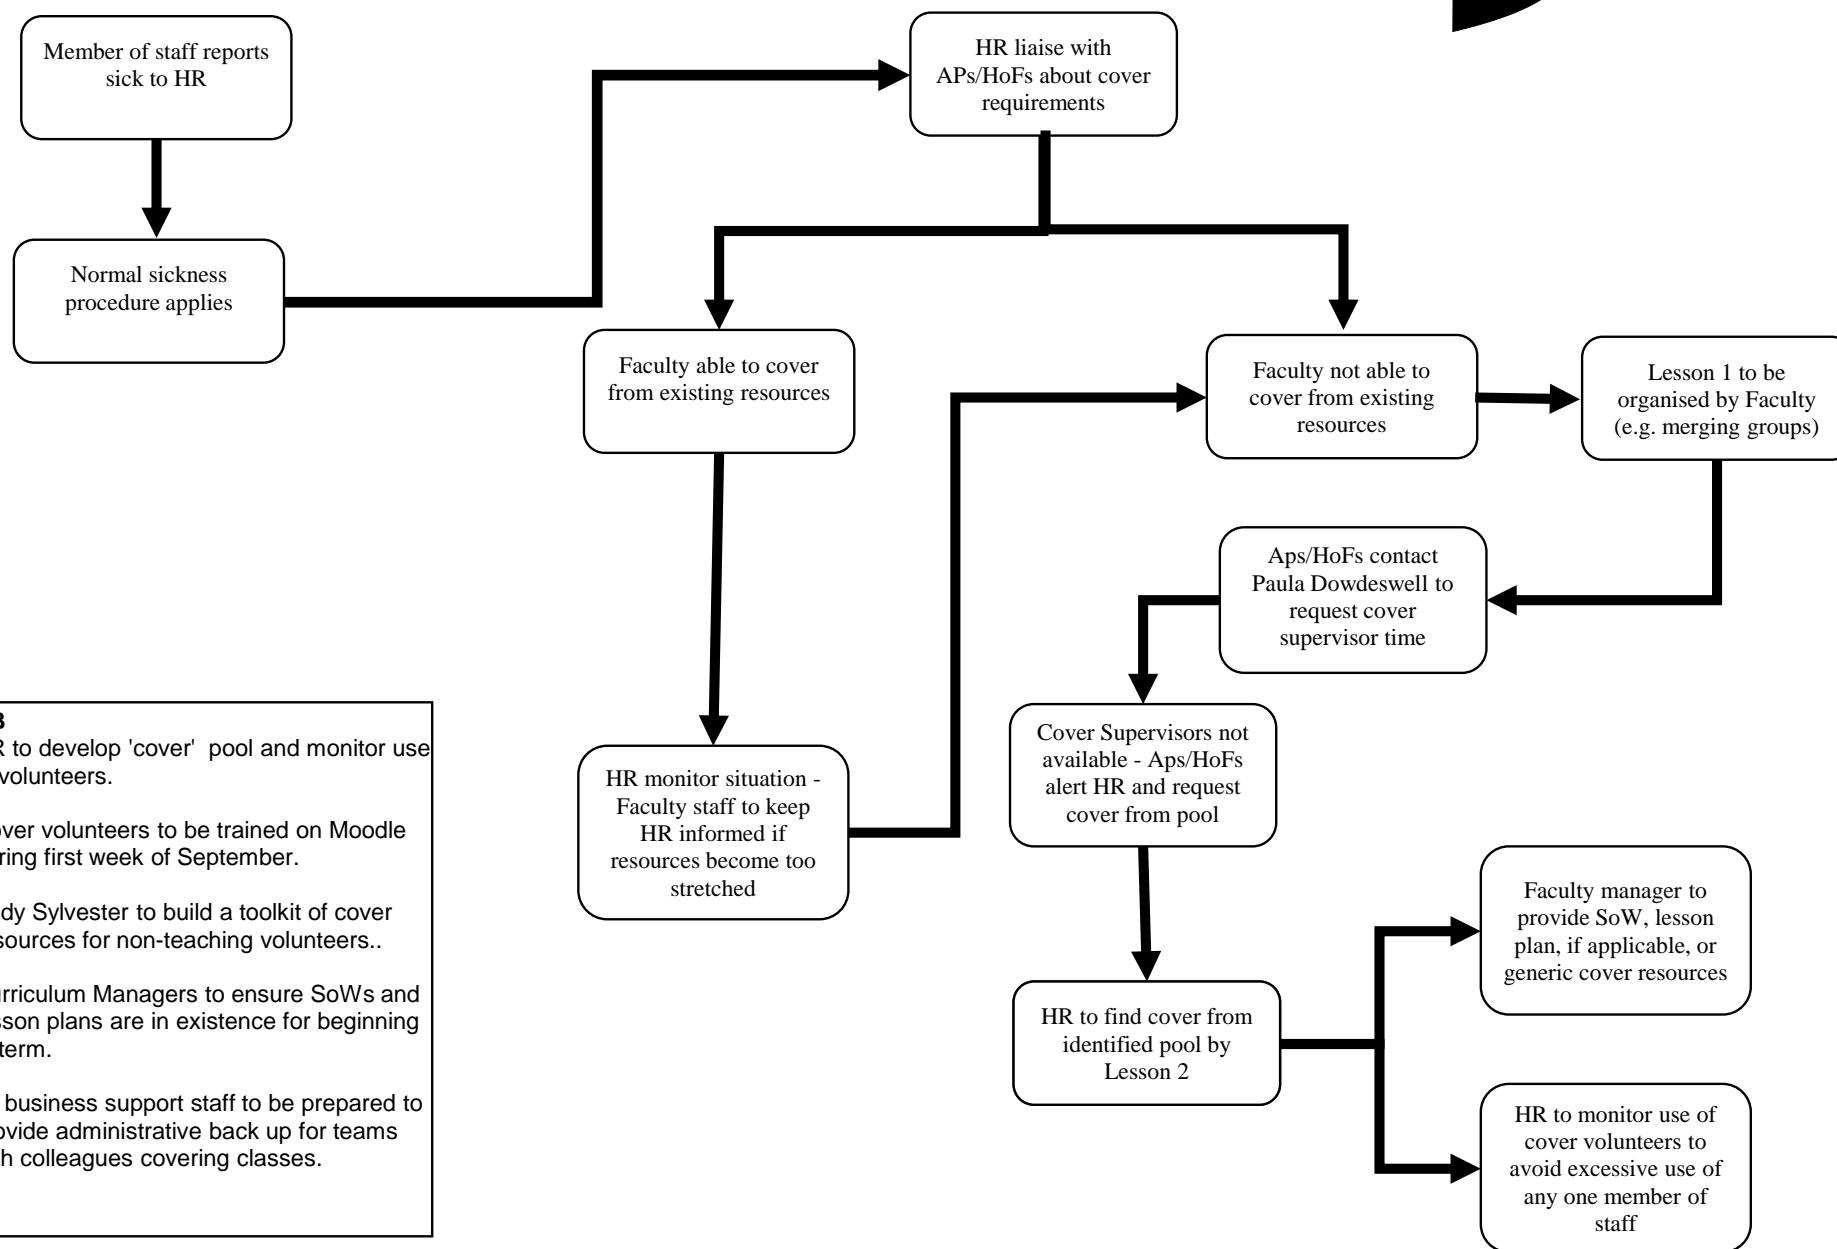 Member of staff reports
sick to HR
HR liaise with
APs/HoFs about cover
requirements
Normal sickness
procedure applies
Faculty able to cover
from existing resources
Faculty not able to
cover from existing
resources
Lesson 1 to be
organised by Faculty
(e.g. merging groups)
Aps/HoFs contact
Paula Dowdeswell to
request cover
supervisor time
Cover Supervisors not
available - Aps/HoFs
alert HR and request
cover from pool
HR monitor situation -
Faculty staff to keep
HR informed if
resources become too
stretched
HR to find cover from
identified pool by
Lesson 2
Faculty manager to
provide SoW, lesson
plan, if applicable, or
generic cover resources
HR to monitor use of
cover volunteers to
avoid excessive use of
any one member of
staff
to develop 'cover' pool and monitor use
volunteers.
volunteers to be trained on Moodle
first week of September.
Sylvester to build a toolkit of cover
for non-teaching volunteers..
Managers to ensure SoWs and
plans are in existence for beginning
term.
business support staff to be prepared to
administrative back up for teams
colleagues covering classes.